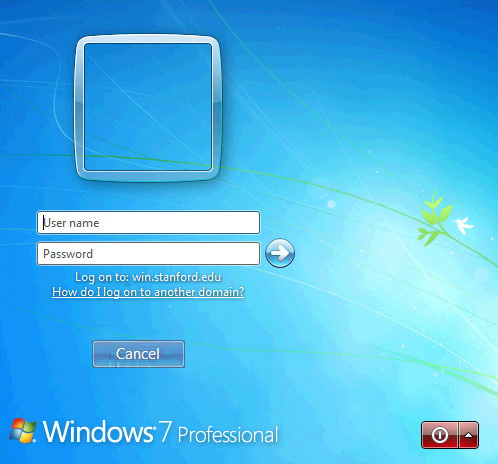 User name
Password
Log on to: win.stanford.edu
How do I log on to another domain?
Cancel
Windows 7 Professional